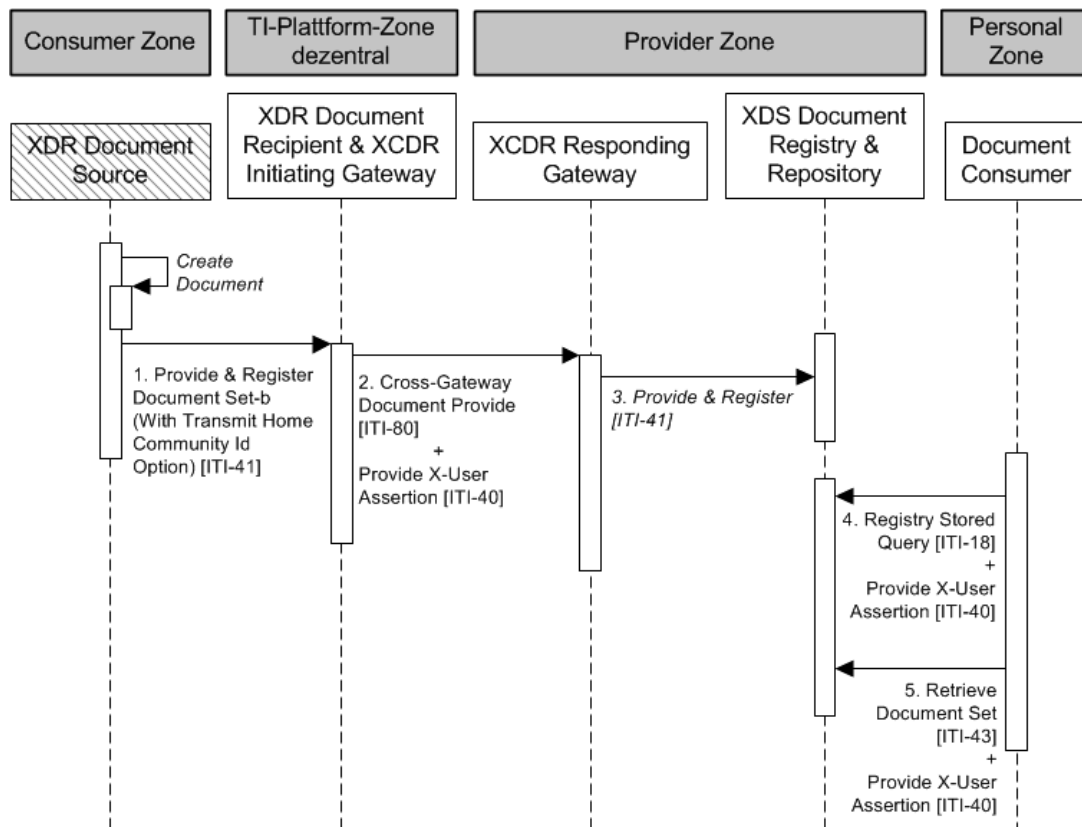 Consumer Zone
TI-Plattform-Zone
dezentral
Provider Zone
Personal
Zone
XDR Document
Source
XDR Document
Recipient & XCDR
Initiating Gateway
XCDR Responding
Gateway
XDS Document
Registry &
Repository
Document
Consumer
Create
Document
1. Provide & Register
Document Set-b
(With Transmit Home
Community Id
Option) [ITI-41]
2. Cross-Gateway
Document Provide
[ITI-80]
+
Provide X-User
Assertion [ITI-40]
3. Provide & Register
[ITI-41]
4. Registry Stored
Query [ITI-18]
+
Provide X-User
Assertion [ITI-40]
5. Retrieve
Document Set
[ITI-43]
+
Provide X-User
Assertion [ITI-40]